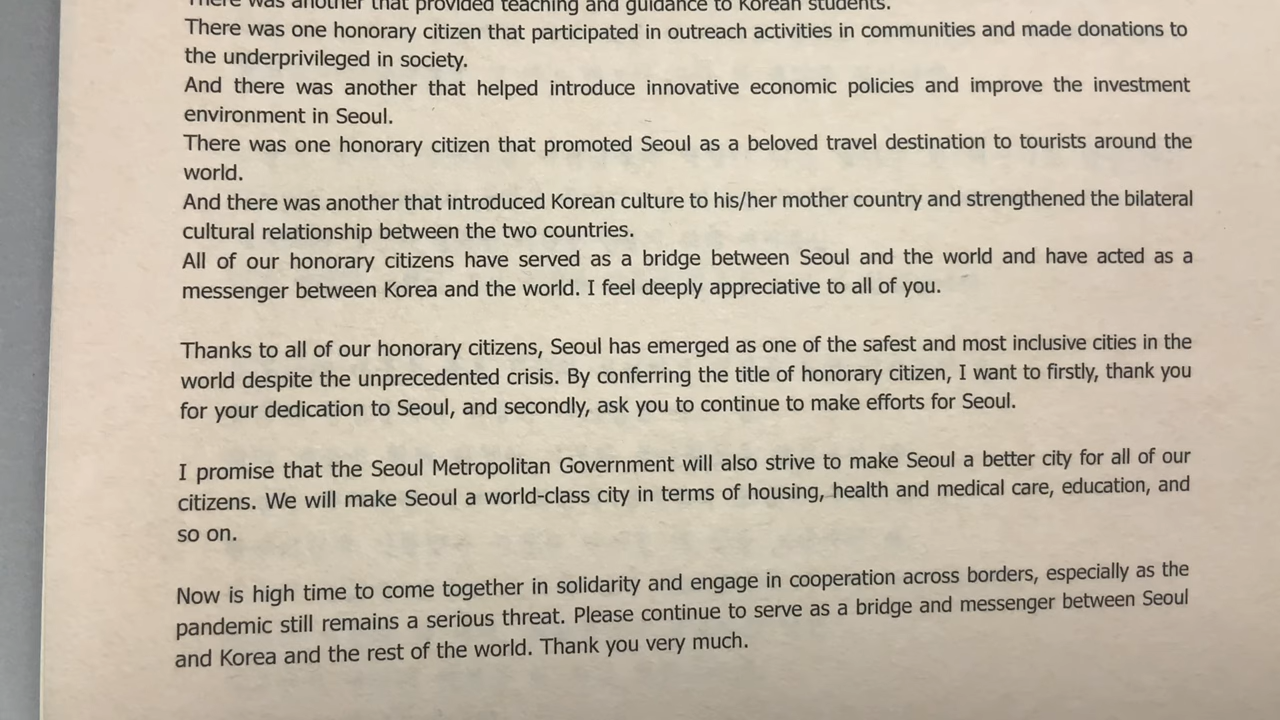 There was another that provided teaching and guidance to Korean students.
There was one honorary citizen that participated in outreach activities in communities and made donations to
the underprivileged in society.
And there was another that helped introduce innovative economic policies and improve the investment
environment in Seoul.
There was one honorary citizen that promoted Seoul as a beloved travel destination to tourists around the
world.
And there was another that introduced Korean culture to his/her mother country and strengthened the bilateral
cultural relationship between the two countries.
All of our honorary citizens have served as a bridge between Seoul and the world and have acted as a
messenger between Korea and the world. I feel deeply appreciative to all of you.
Thanks to all of our honorary citizens, Seoul has emerged as one of the safest and most inclusive cities in the
world despite the unprecedented crisis. By conferring the title of honorary citizen, I want to firstly, thank you
for your dedication to Seoul, and secondly, ask you to continue to make efforts for Seoul.
I promise that the Seoul Metropolitan Government will also strive to make Seoul a better city for all of our
citizens. We will make Seoul a world-class city in terms of housing, health and medical care, education, and
so on.
Now is high time to come together in solidarity and engage in cooperation across borders, especially as the
pandemic still remains a serious threat. Please continue to serve as a bridge and messenger between Seoul
and Korea and the rest of the world. Thank you very much.